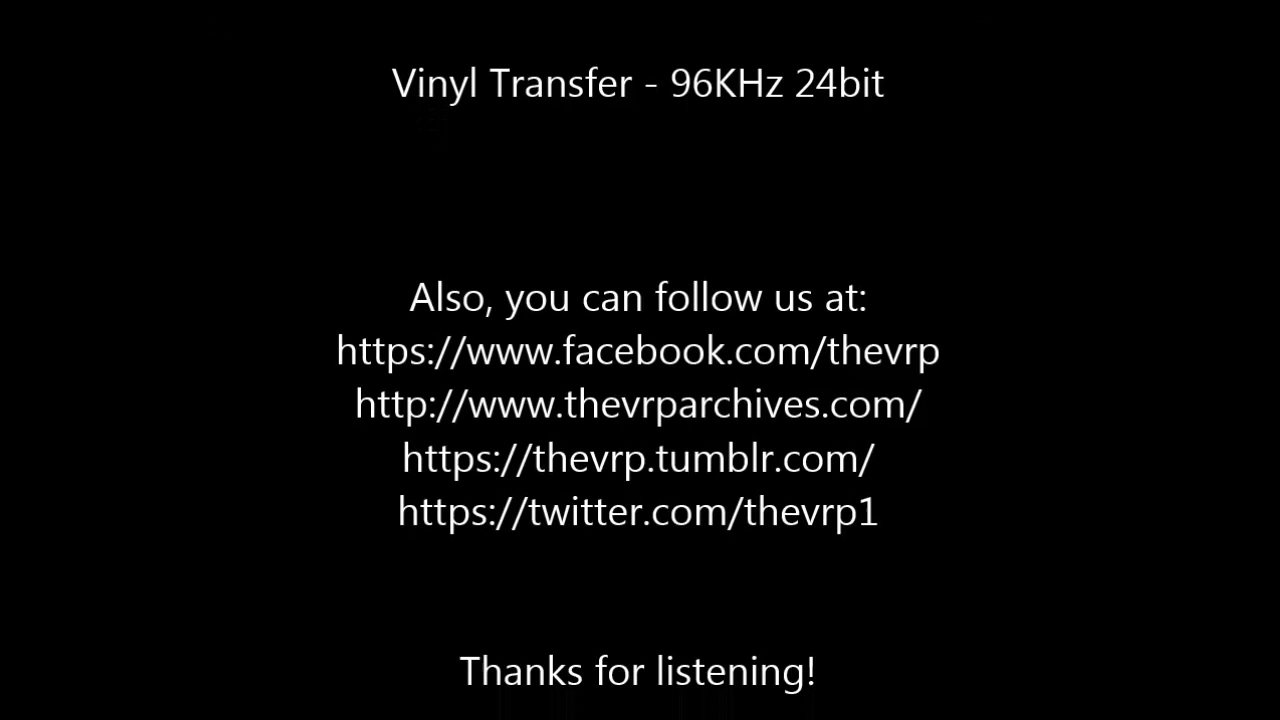 Vinyl Transfer - 96KHz 24bit
Also, you can follow us at:
https://www.facebook.com/thevrp
http://www.thevrparchives.com/
https://thevrp.tumblr.com/
https://twitter.com/thevrp1
Thanks for listening!